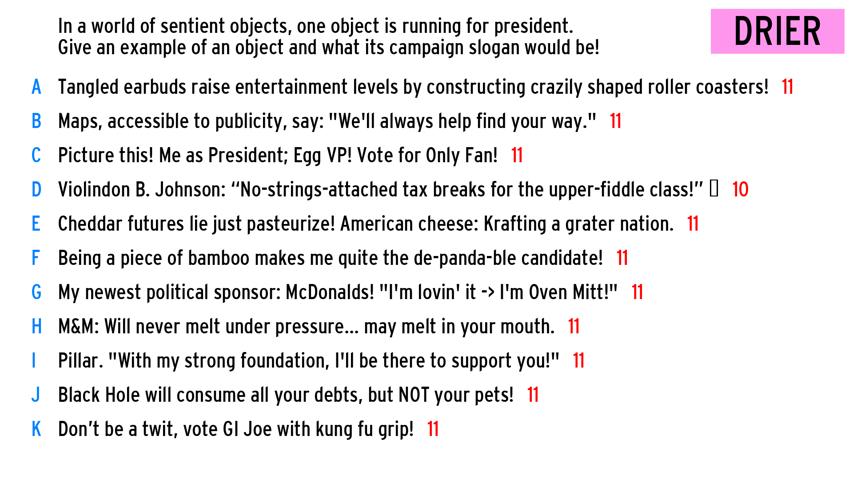 In a world of sentient objects, one object is running for president.
Give an example of an object and what its campaign slogan would be!
DRIER
A Tangled earbuds raise entertainment levels by constructing crazily shaped roller coasters! 11
B Maps, accessible to publicity, say: "We'll always help find your way." 11
C Picture this! Me as President; Egg VP! Vote for Only Fan! 11
D Violindon B. Johnson: “No-strings-attached tax breaks for the upper-fiddle class!” 10
E Cheddar futures lie just pasteurize! American cheese: Krafting a grater nation. 11
F Being a piece of bamboo makes me quite the de-panda-ble candidate! 11
G My newest political sponsor: McDonalds! "I'm lovin' it -> I'm Oven Mitt!" 11
H M&M: Will never melt under pressure... may melt in your mouth. 11
I Pillar. "With my strong foundation, I'll be there to support you!" 11
J Black Hole will consume all your debts, but NOT your pets! 11
K Don’t be a twit, vote GI Joe with kung fu grip! 11